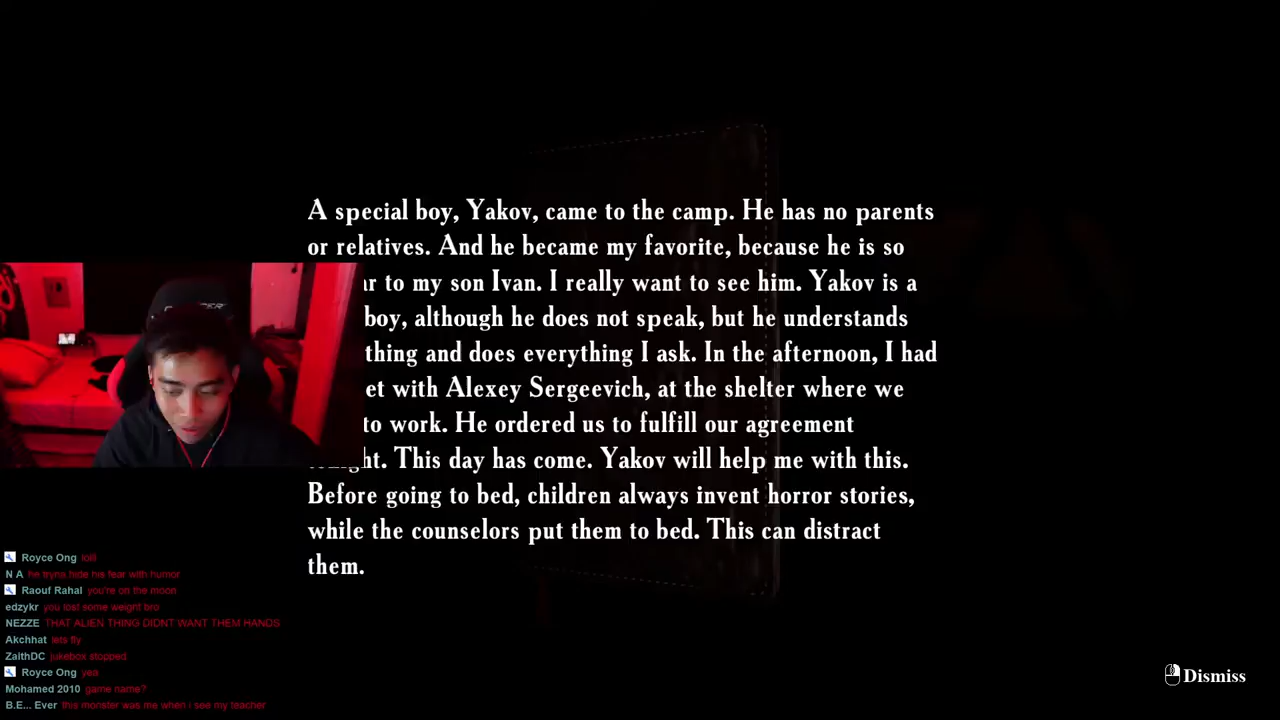 A special boy, Yakov, came to the camp. He has no parents
or relatives. And he became my favorite, because he is so
to my son Ivan. I really want to see him. Yakov is a
boy, although he does not speak, but he understands
thing and does everything I ask. In the afternoon, I had
with Alexey Sergeevich, at the shelter where we
to work. He ordered us to fulfill our agreement
This day has come. Yakov will help me with this.
Before going to bed, children always invent horror stories,
while the counselors put them to bed. This can distract
them.
Royce Ong lolll
N A he tryna hide his fear with humor
Raouf Rahal you're on the moon
edzykr you lost some weight bro
NEZZE THAT ALIEN THING DIDNT WANT THEM HANDS
Akchhat lets fly
ZaithDC jukebox stopped
Royce Ong yea
Mohamed 2010 game name?
B.E... Ever this monster was me when i see my teacher
Dismiss